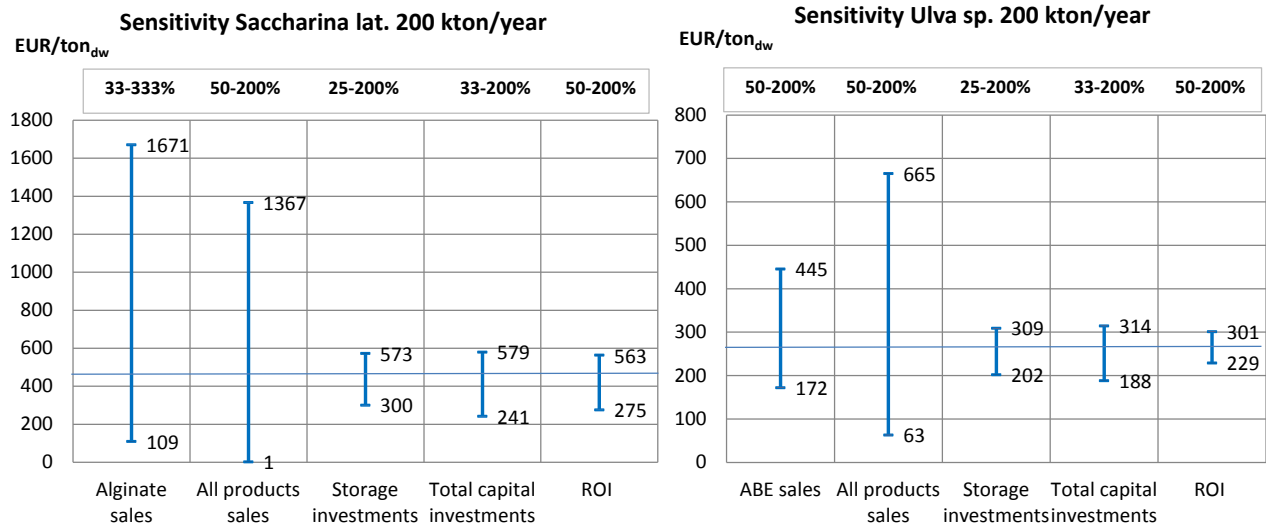 Sensitivity Saccharina lat. 200 kton/year
EUR/ton_dw
33-333% 50-200% 25-200% 33-200% 50-200%
1800
1600
1400
1200
1000
800
600
400
200
0
1671
109
1367
1
573
300
579
241
563
275
Alginate sales
All products sales
Storage investments
Total capital investments
ROI
Sensitivity Ulva sp. 200 kton/year
EUR/ton_dw
50-200% 50-200% 25-200% 33-200% 50-200%
800
700
600
500
400
300
200
100
0
445
172
665
63
309
202
314
188
301
229
ABE sales
All products sales
Storage investments
Total capital investments
ROI